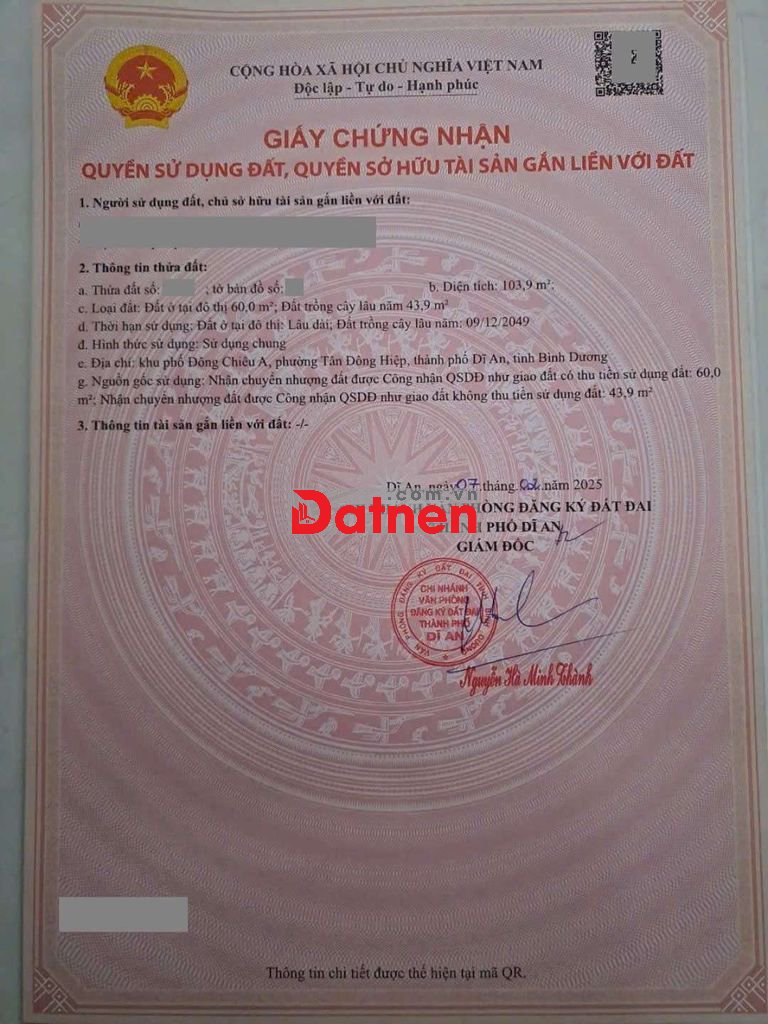 CỘNG HÒA XÃ HỘI CHỦ NGHĨA VIỆT NAM
Độc lập - Tự do - Hạnh phúc
GIẤY CHỨNG NHẬN
QUYỀN SỬ DỤNG ĐẤT, QUYỀN SỞ HỮU TÀI SẢN GẮN LIỀN VỚI ĐẤT
1. Người sử dụng đất, chủ sở hữu tài sản gắn liền với đất:
2. Thông tin thửa đất:
a. Thửa đất số: ; tờ bản đồ số: b. Diện tích: 103,9 m²;
c. Loại đất: Đất ở tại đô thị 60,0 m²; Đất trồng cây lâu năm 43,9 m²
d. Thời hạn sử dụng: Đất ở tại đô thị: Lâu dài; Đất trồng cây lâu năm: 09/12/2049
đ. Hình thức sử dụng: Sử dụng chung
e. Địa chỉ: khu phố Đông Chiêu A, phường Tân Đông Hiệp, thành phố Dĩ An, tỉnh Bình Dương
g. Nguồn gốc sử dụng: Nhận chuyển nhượng đất được Công nhận QSDĐ như giao đất có thu tiền sử dụng đất: 60,0
m²; Nhận chuyển nhượng đất được Công nhận QSDĐ như giao đất không thu tiền sử dụng đất: 43,9 m²
3. Thông tin tài sản gắn liền với đất: -/-
Dĩ An, ngày 07 tháng 02 năm 2025
.com.vn
Datnen
PHÒNG ĐĂNG KÝ ĐẤT ĐAI
PHỐ DĨ AN
GIÁM ĐỐC
VĂN PHÒNG ĐĂNG KÝ ĐẤT ĐAI TỈNH BÌNH DƯƠNG
CHI NHÁNH
VĂN PHÒNG
ĐĂNG KÝ ĐẤT ĐAI
THÀNH PHỐ
DĨ AN
Nguyễn Hà Minh Thành
Thông tin chi tiết được thể hiện tại mã QR.